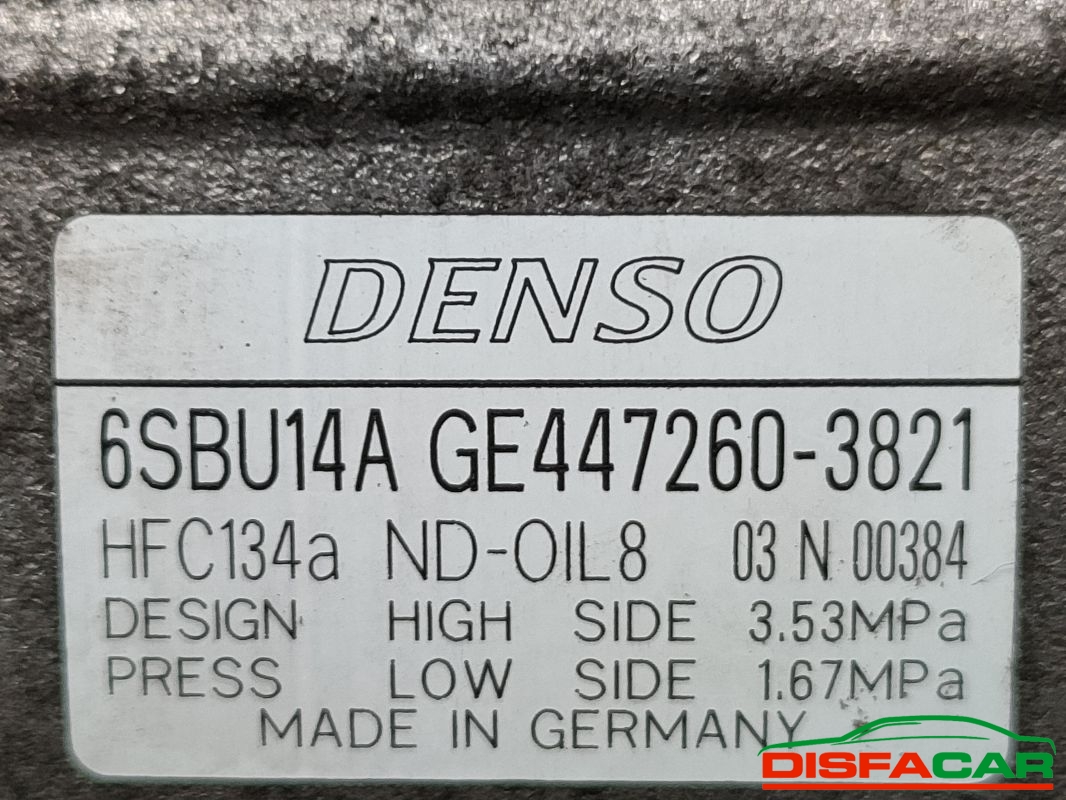 DENSO
6SBU14A GE447260-3821
HFC134a ND-OIL8 03 N 00384
DESIGN HIGH SIDE 3.53MPa
PRESS LOW SIDE 1.67MPa
MADE IN GERMANY
DISFACAR